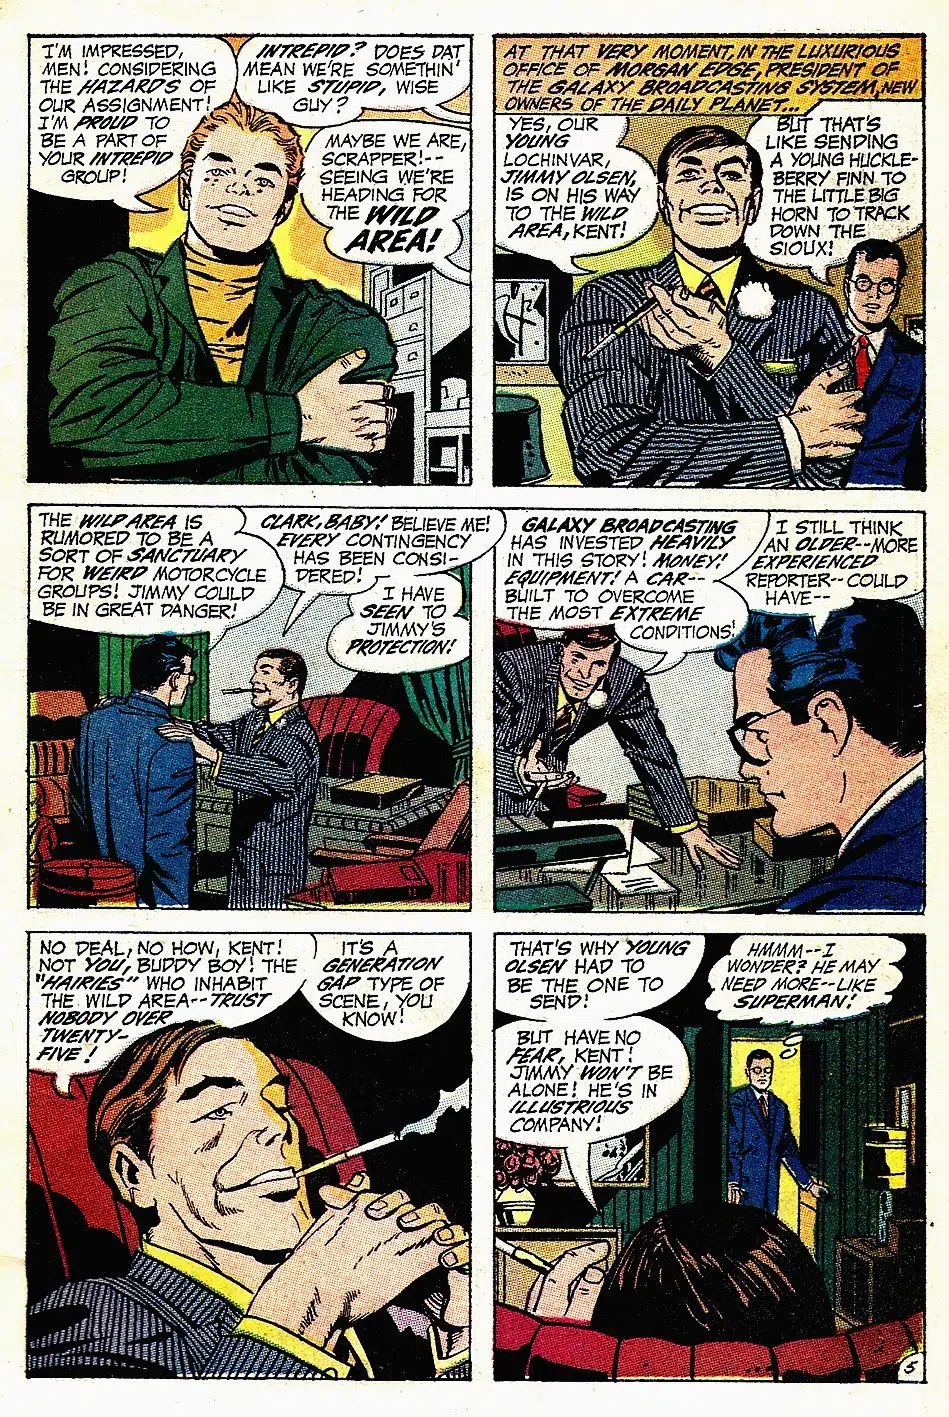 I'M IMPRESSED,
MEN! CONSIDERING
THE HAZARDS OF
OUR ASSIGNMENT!
I'M PROUD TO
BE A PART OF
YOUR INTREPID
GROUP!
INTREPID? DOES DAT
MEAN WE'RE SOMETHIN'
LIKE STUPID, WISE
GUY?
MAYBE WE ARE,
SCRAPPER!--
SEEING WE'RE
HEADING FOR
THE WILD
AREA!
AT THAT VERY MOMENT, IN THE LUXURIOUS
OFFICE OF MORGAN EDGE, PRESIDENT OF
THE GALAXY BROADCASTING SYSTEM, NEW
OWNERS OF THE DAILY PLANET...
YES, OUR
YOUNG
LOCHINVAR,
JIMMY OLSEN,
IS ON HIS WAY
TO THE WILD
AREA, KENT!
BUT THAT'S
LIKE SENDING
A YOUNG HUCKLE-
BERRY FINN TO
THE LITTLE BIG
HORN TO TRACK
DOWN THE
SIOUX!
THE WILD AREA IS
RUMORED TO BE A
SORT OF SANCTUARY
FOR WEIRD MOTORCYCLE
GROUPS! JIMMY COULD
BE IN GREAT DANGER!
CLARK, BABY! BELIEVE ME!
EVERY CONTINGENCY
HAS BEEN CONSI-
DERED!
I HAVE
SEEN TO
JIMMY'S
PROTECTION!
GALAXY BROADCASTING
HAS INVESTED HEAVILY
IN THIS STORY! MONEY!
EQUIPMENT! A CAR--
BUILT TO OVERCOME
THE MOST EXTREME
CONDITIONS!
I STILL THINK
AN OLDER--MORE
EXPERIENCED
REPORTER--COULD
HAVE--
NO DEAL, NO HOW, KENT!
NOT YOU, BUDDY BOY! THE
"HAIRIES" WHO INHABIT
THE WILD AREA--TRUST
NOBODY OVER
TWENTY-
FIVE!
IT'S A
GENERATION
GAP TYPE OF
SCENE, YOU
KNOW!
THAT'S WHY YOUNG
OLSEN HAD TO
BE THE ONE TO
SEND!
BUT HAVE NO
FEAR, KENT!
JIMMY WON'T BE
ALONE! HE'S IN
ILLUSTRIOUS
COMPANY!
HMMM--I
WONDER? HE MAY
NEED MORE--LIKE
SUPERMAN!
5